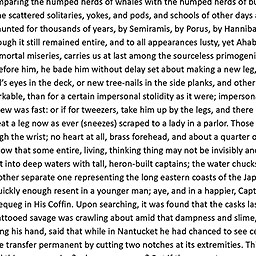 mparing the humped herds of whales with the humped herds of bu
he scattered solitaries, yokes, and pods, and schools of other days a
haunted for thousands of years, by Semiramis, by Porus, by Hanniba
ough it still remained entire, and to all appearances lusty, yet Ahab
mortal miseries, carries us at last among the sourceless primogeni
efore him, he bade him without delay set about making a new leg,
l's eyes in the deck, or new tree-nails in the side planks, and other
rkable, than for a certain impersonal stolidity as it were; impersona
ew was fast: or if for tweezers, take him up by the legs, and there
eat a leg now as ever (sneezes) scraped to a lady in a parlor. Those
gh the wrist; no heart at all, brass forehead, and about a quarter o
ow that some entire, living, thinking thing may not be invisibly and
t into deep waters with tall, heron-built captains; the water chucks
other separate one representing the long eastern coasts of the Jap
uickly enough resent in a younger man; aye, and in a happier, Capt
eequeg in His Coffin. Upon searching, it was found that the casks las
attooed savage was crawling about amid that dampness and slime,
ing his hand, said that while in Nantucket he had chanced to see ce
e transfer permanent by cutting two notches at its extremities. Thi